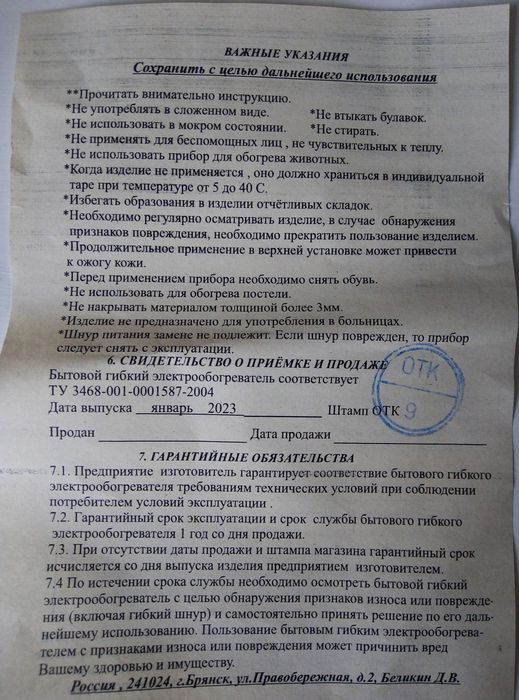 ВАЖНЫЕ УКАЗАНИЯ
Сохранить с целью дальнейшего использования
**Прочитать внимательно инструкцию.
*Не употреблять в сложенном виде. *Не втыкать булавок.
*Не использовать в мокром состоянии. *Не стирать.
*Не применять для беспомощных лиц , не чувствительных к теплу.
*Не использовать прибор для обогрева животных.
*Когда изделие не применяется , оно должно храниться в индивидуальной
таре при температуре от 5 до 40 С.
*Избегать образования в изделии отчётливых складок.
*Необходимо регулярно осматривать изделие, в случае обнаружения
признаков повреждения, необходимо прекратить пользование изделием.
*Продолжительное применение в верхней установке может привести
к ожогу кожи.
*Перед применением прибора необходимо снять обувь.
*Не использовать для обогрева постели.
*Не накрывать материалом толщиной более 3мм.
*Изделие не предназначено для употребления в больницах.
*Шнур питания замене не подлежит. Если шнур поврежден, то прибор
следует снять с эксплуатации.
6. СВИДЕТЕЛЬСТВО О ПРИЁМКЕ И ПРОДАЖЕ
Бытовой гибкий электрообогреватель соответствует
ТУ 3468-001-0001587-2004
Дата выпуска январь 2023 Штамп ОТК
ОТК
9
Продан Дата продажи
7. ГАРАНТИЙНЫЕ ОБЯЗАТЕЛЬСТВА
7.1. Предприятие изготовитель гарантирует соответствие бытового гибкого
электрообогревателя требованиям технических условий при соблюдении
потребителем условий эксплуатации .
7.2. Гарантийный срок эксплуатации и срок службы бытового гибкого
электрообогревателя 1 год со дня продажи.
7.3. При отсутствии даты продажи и штампа магазина гарантийный срок
исчисляется со дня выпуска изделия предприятием изготовителем.
7.4 По истечении срока службы необходимо осмотреть бытовой гибкий
электрообогреватель с целью обнаружения признаков износа или поврежде-
ния (включая гибкий шнур) и самостоятельно принять решение по его даль-
нейшему использованию. Пользование бытовым гибким электрообогрева-
телем с признаками износа или повреждения может причинить вред
Вашему здоровью и имуществу.
Россия , 241024, г.Брянск, ул.Правобережная, д.2, Беликин Д.В.